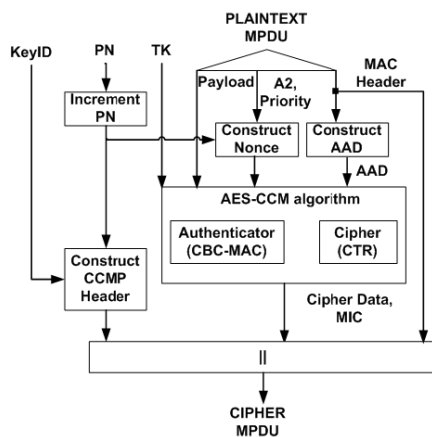 PLAINTEXT
MPDU
KeyID
PN
TK
MAC
Header
Payload
A2,
Priority
Increment
PN
Construct
Nonce
Construct
AAD
AAD
AES-CCM algorithm
Authenticator
(CBC-MAC)
Cipher
(CTR)
Construct
CCMP
Header
Cipher Data,
MIC
||
CIPHER
MPDU